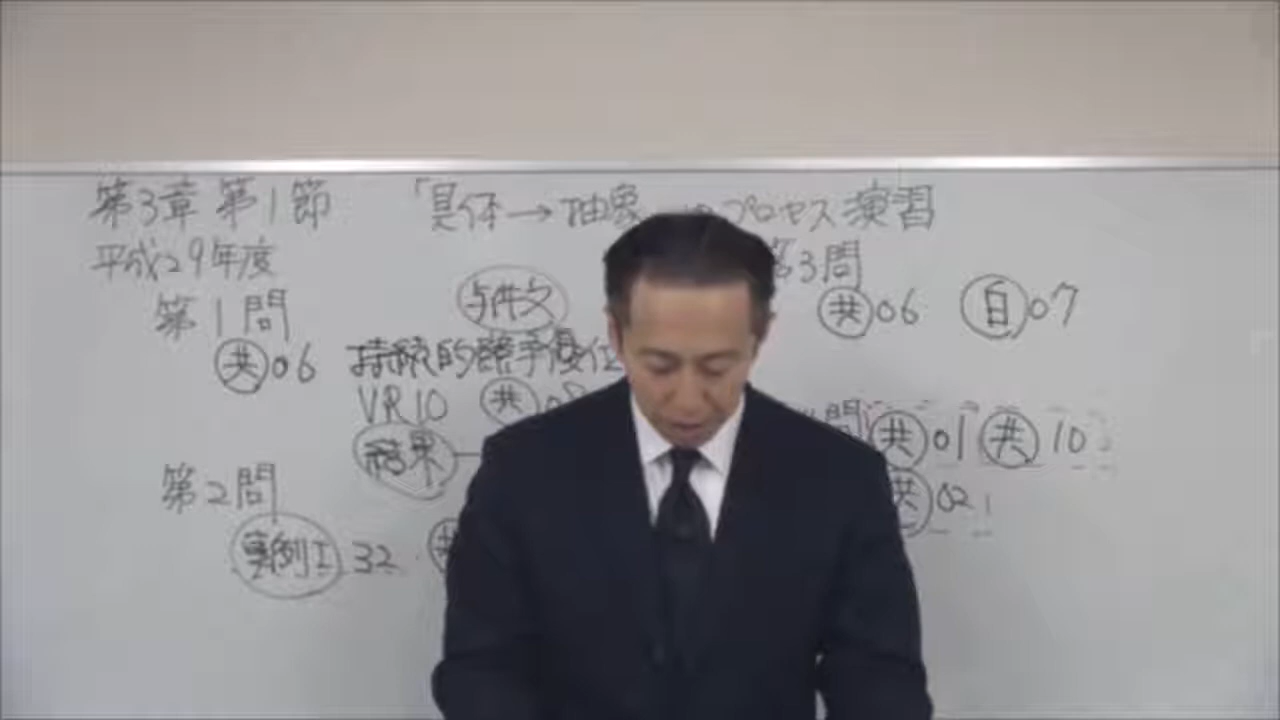 第3章 第1節 「具体→抽象 プロセス演習
平成29年度
第1問
共06
与件文
持続的競争優位
VR10 共
結果
第2問
事例I 32
第3問
共06 自07
問 共01 共10
共02